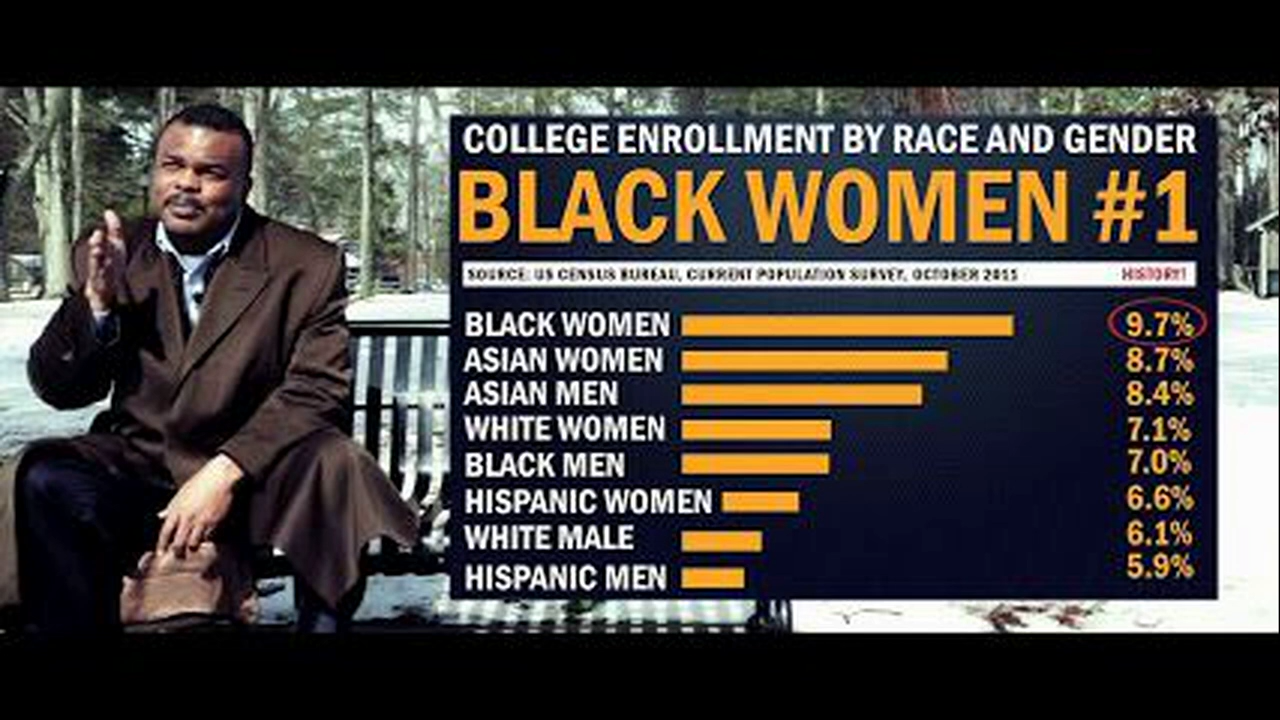 COLLEGE ENROLLMENT BY RACE AND GENDER
BLACK WOMEN #1
SOURCE: US CENSUS BUREAU, CURRENT POPULATION SURVEY, OCTOBER 2011 HISTORY!
BLACK WOMEN 9.7%
ASIAN WOMEN 8.7%
ASIAN MEN 8.4%
WHITE WOMEN 7.1%
BLACK MEN 7.0%
HISPANIC WOMEN 6.6%
WHITE MALE 6.1%
HISPANIC MEN 5.9%